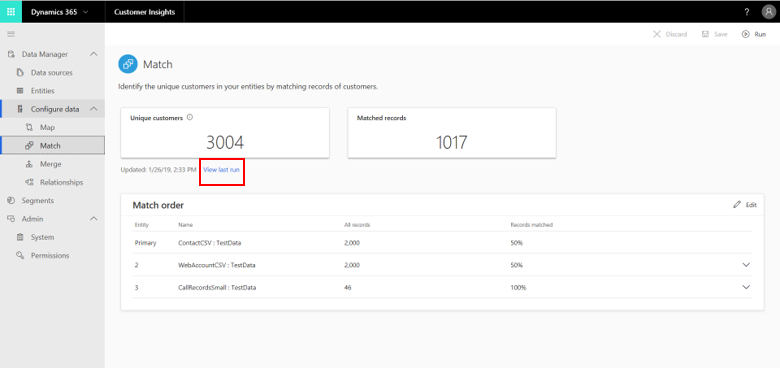 Dynamics 365 Customer Insights ?
Discard Save Run
Data Manager
Data sources
Entities
Configure data
Map
Match
Merge
Relationships
Segments
Admin
System
Permissions
Match
Identify the unique customers in your entities by matching records of customers.
Unique customers
3004
Matched records
1017
Updated: 1/26/19, 2:33 PM View last run
Match order Edit
Entity Name All records Records matched
Primary ContactCSV : TestData 2,000 50%
2 WebAccountCSV : TestData 2,000 50%
3 CallRecordsSmall : TestData 46 100%